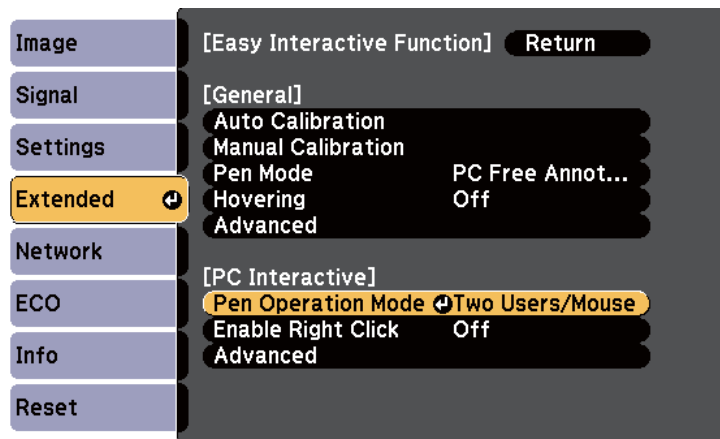 Image
Signal
Settings
Extended
Network
ECO
Info
Reset
[Easy Interactive Function] Return
[General]
Auto Calibration
Manual Calibration
Pen Mode PC Free Annot...
Hovering Off
Advanced
[PC Interactive]
Pen Operation Mode Two Users/Mouse
Enable Right Click Off
Advanced